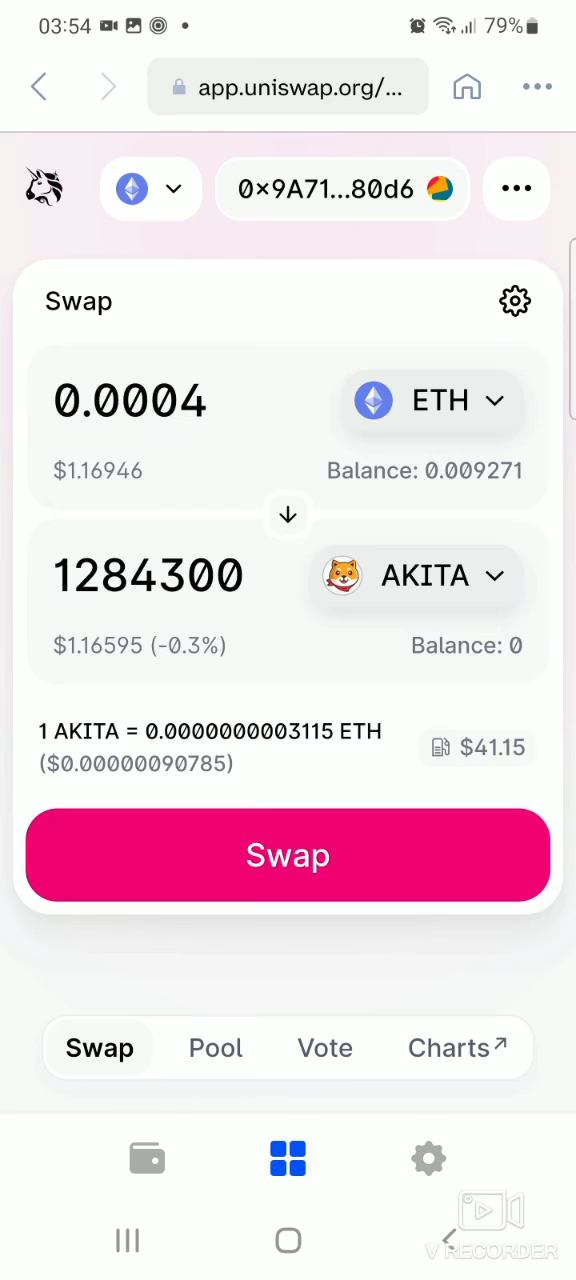 03:54 79%
app.uniswap.org/...
0×9A71...80d6
Swap
0.0004 ETH
$1.16946 Balance: 0.009271
1284300 AKITA
$1.16595 (-0.3%) Balance: 0
1 AKITA = 0.0000000003115 ETH
($0.00000090785) $41.15
Swap
Swap Pool Vote Charts↗
V RECORDER